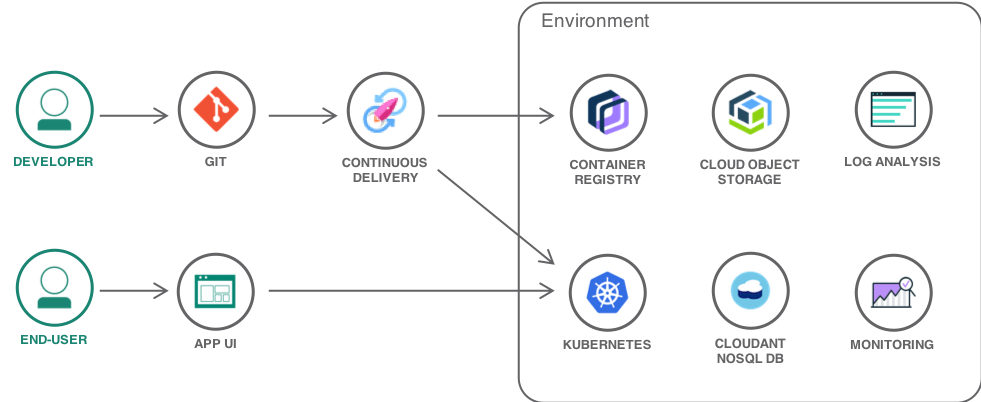 Environment
DEVELOPER
GIT
CONTINUOUS
DELIVERY
CONTAINER
REGISTRY
CLOUD OBJECT
STORAGE
LOG ANALYSIS
END-USER
APP UI
KUBERNETES
CLOUDANT
NOSQL DB
MONITORING